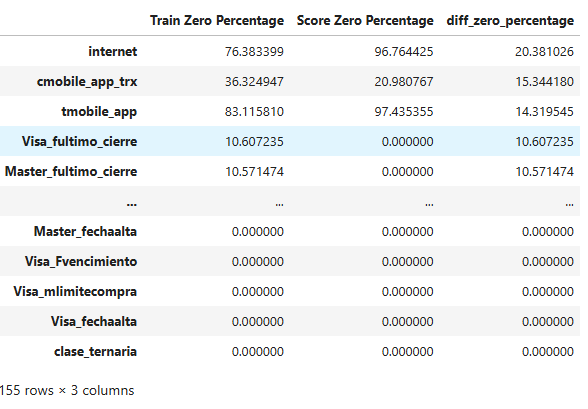 Train Zero Percentage Score Zero Percentage diff_zero_percentage
internet 76.383399 96.764425 20.381026
cmobile_app_trx 36.324947 20.980767 15.344180
tmobile_app 83.115810 97.435355 14.319545
Visa_fultimo_cierre 10.607235 0.000000 10.607235
Master_fultimo_cierre 10.571474 0.000000 10.571474
... ... ... ...
Master_fechaalta 0.000000 0.000000 0.000000
Visa_Fvencimiento 0.000000 0.000000 0.000000
Visa_mlimitecompra 0.000000 0.000000 0.000000
Visa_fechaalta 0.000000 0.000000 0.000000
clase_ternaria 0.000000 0.000000 0.000000
155 rows × 3 columns